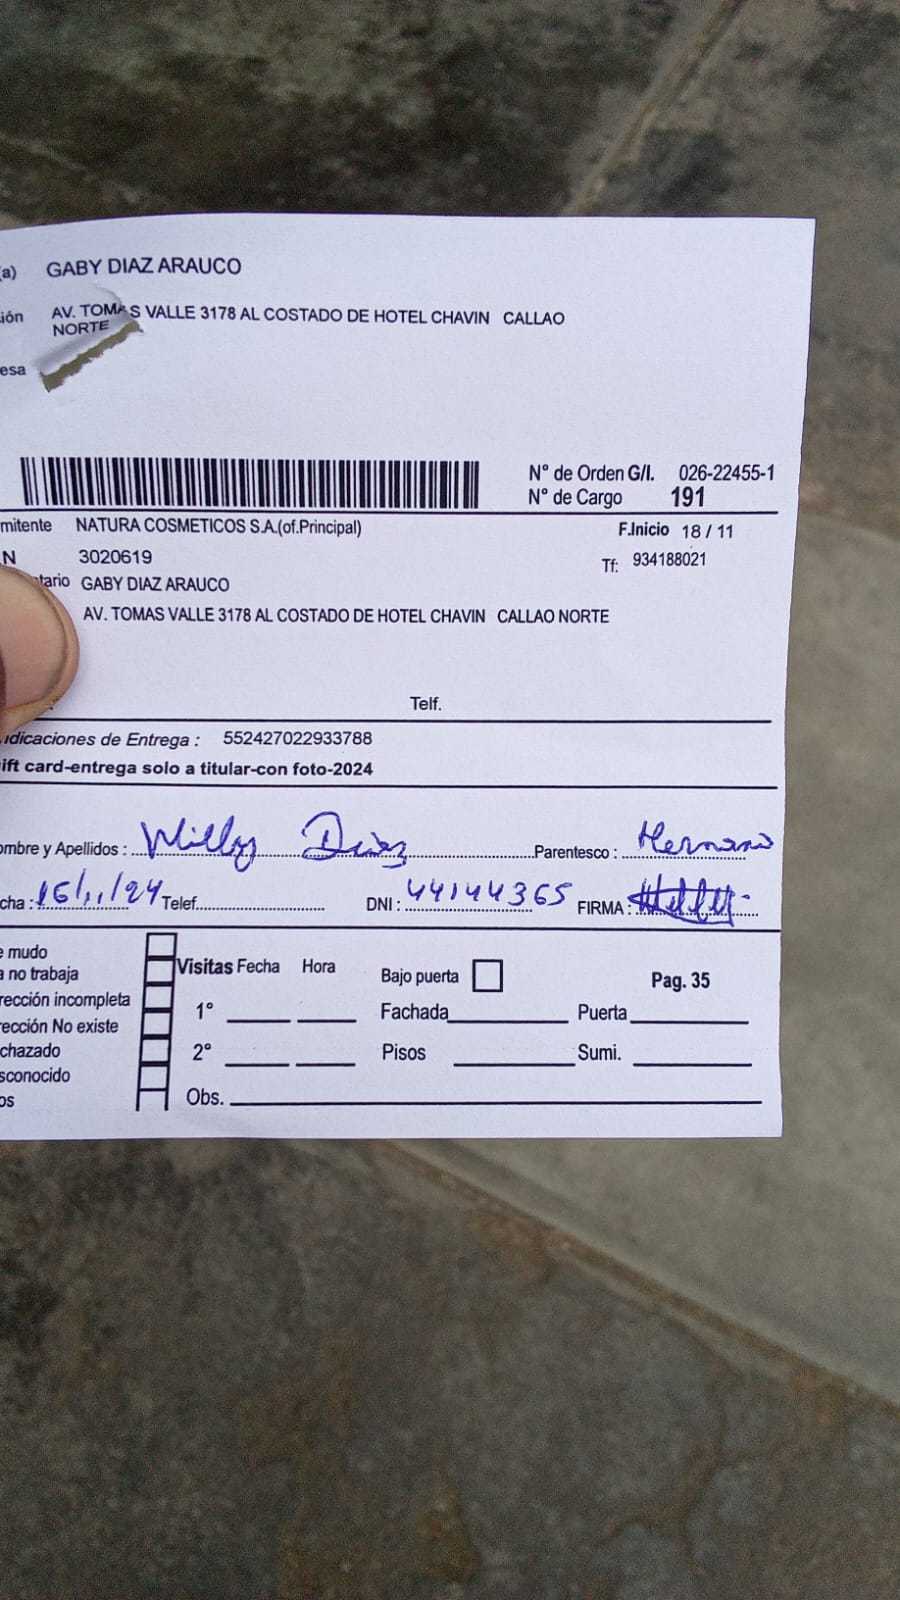 (a) GABY DIAZ ARAUCO
ión AV. TOMAS VALLE 3178 AL COSTADO DE HOTEL CHAVIN CALLAO
NORTE
esa
N° de Orden G/I. 026-22455-1
N° de Cargo 191
mitente NATURA COSMETICOS S.A.(of.Principal) F.Inicio 18 / 11
N 3020619 Tf: 934188021
tario GABY DIAZ ARAUCO
AV. TOMAS VALLE 3178 AL COSTADO DE HOTEL CHAVIN CALLAO NORTE
Telf.
dicaciones de Entrega : 552427022933788
ift card-entrega solo a titular-con foto-2024
ombre y Apellidos : Willy Diaz Parentesco : Hermano
cha : 16/11/24 Telef. DNI : 44144365 FIRMA :
e mudo
a no trabaja
rección incompleta
rección No existe
chazado
sconocido
os
Visitas Fecha Hora Bajo puerta Pag. 35
1° Fachada Puerta
2° Pisos Sumi.
Obs.